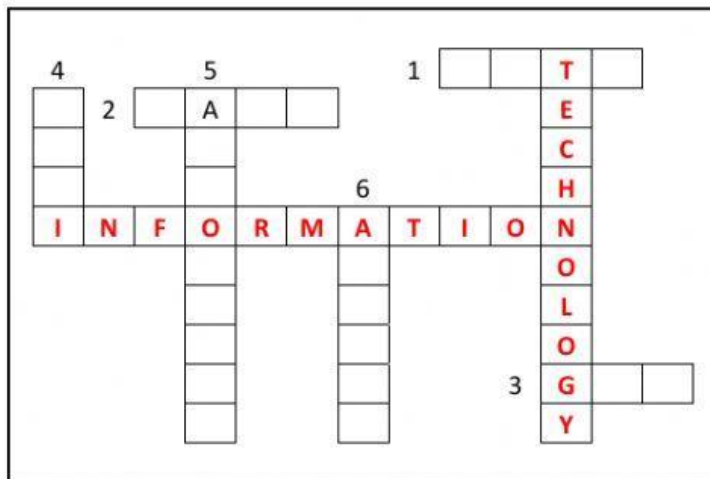 4 5 1 T
2 A E
C
6 H
I N F O R M A T I O N
O
L
O
3 G
Y